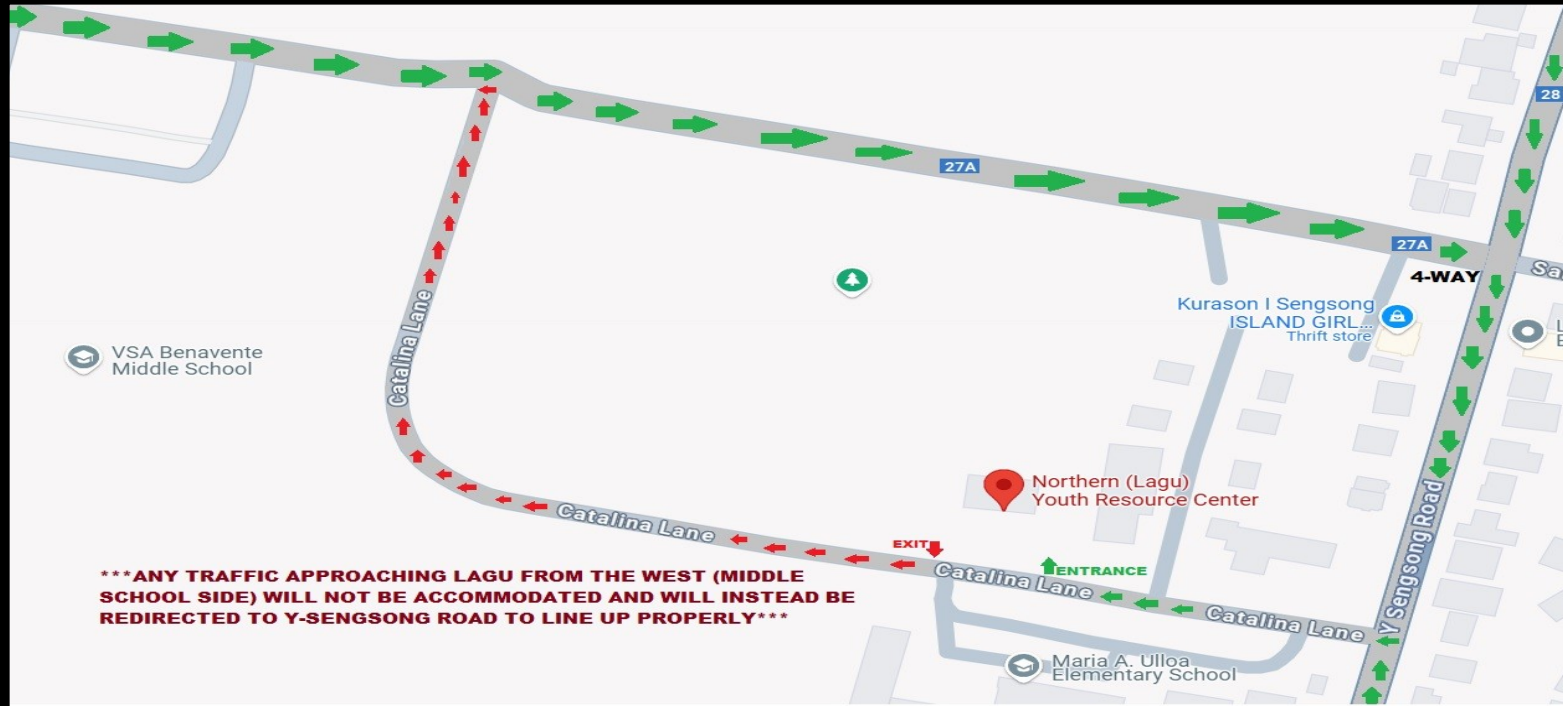 28
27A
27A
4-WAY
Kurason I Sengsong
ISLAND GIRL...
Thrift store
VSA Benavente
Middle School
Catalina Lane
Northern (Lagu)
Youth Resource Center
Y Sengsong Road
Catalina Lane
EXIT
Catalina Lane
ENTRANCE
Catalina Lane
***ANY TRAFFIC APPROACHING LAGU FROM THE WEST (MIDDLE
SCHOOL SIDE) WILL NOT BE ACCOMMODATED AND WILL INSTEAD BE
REDIRECTED TO Y-SENGSONG ROAD TO LINE UP PROPERLY***
Maria A. Ulloa
Elementary School